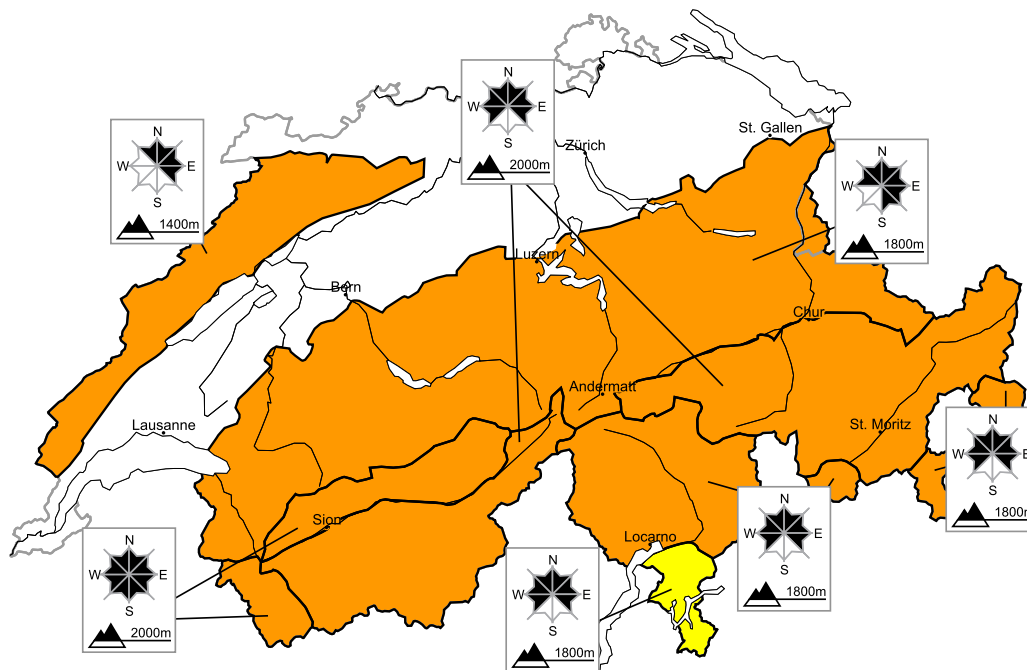 N
W E
S
2000m
N
W E
S
1400m
St. Gallen
Zürich
N
W E
S
1800m
Luzern
Bern
Chur
Andermatt
Lausanne
St. Moritz
N
W E
S
1800m
Sion
Locarno
N
W E
S
1800m
N
W E
S
2000m
N
W E
S
1800m